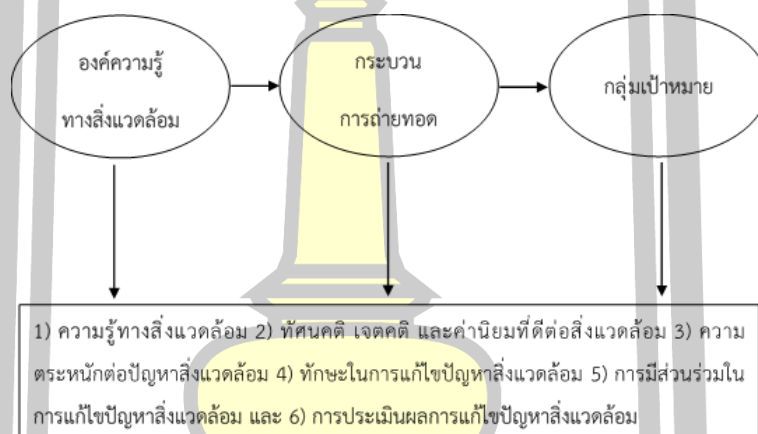 องค์ความรู้
ทางสิ่งแวดล้อม
กระบวน
การถ่ายทอด
กลุ่มเป้าหมาย
1) ความรู้ทางสิ่งแวดล้อม 2) ทัศนคติ เจตคติ และค่านิยมที่ดีต่อสิ่งแวดล้อม 3) ความ
ตระหนักต่อปัญหาสิ่งแวดล้อม 4) ทักษะในการแก้ไขปัญหาสิ่งแวดล้อม 5) การมีส่วนร่วมใน
การแก้ไขปัญหาสิ่งแวดล้อม และ 6) การประเมินผลการแก้ไขปัญหาสิ่งแวดล้อม